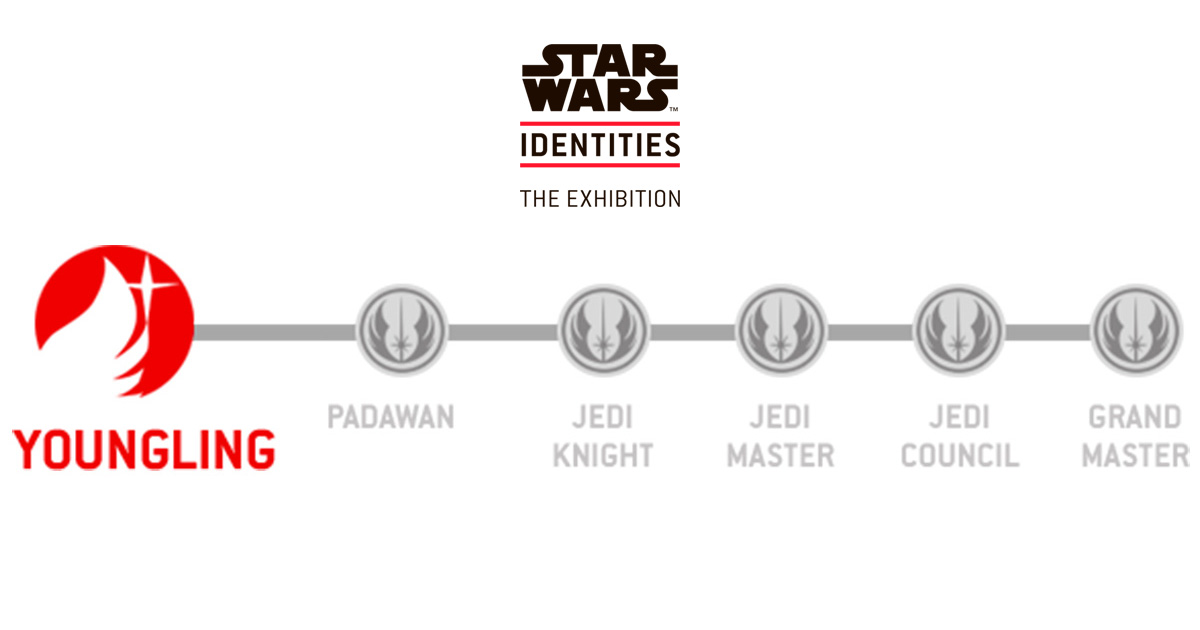 STAR
WARS™
IDENTITIES
THE EXHIBITION
YOUNGLING
PADAWAN
JEDI
KNIGHT
JEDI
MASTER
JEDI
COUNCIL
GRAND
MASTER